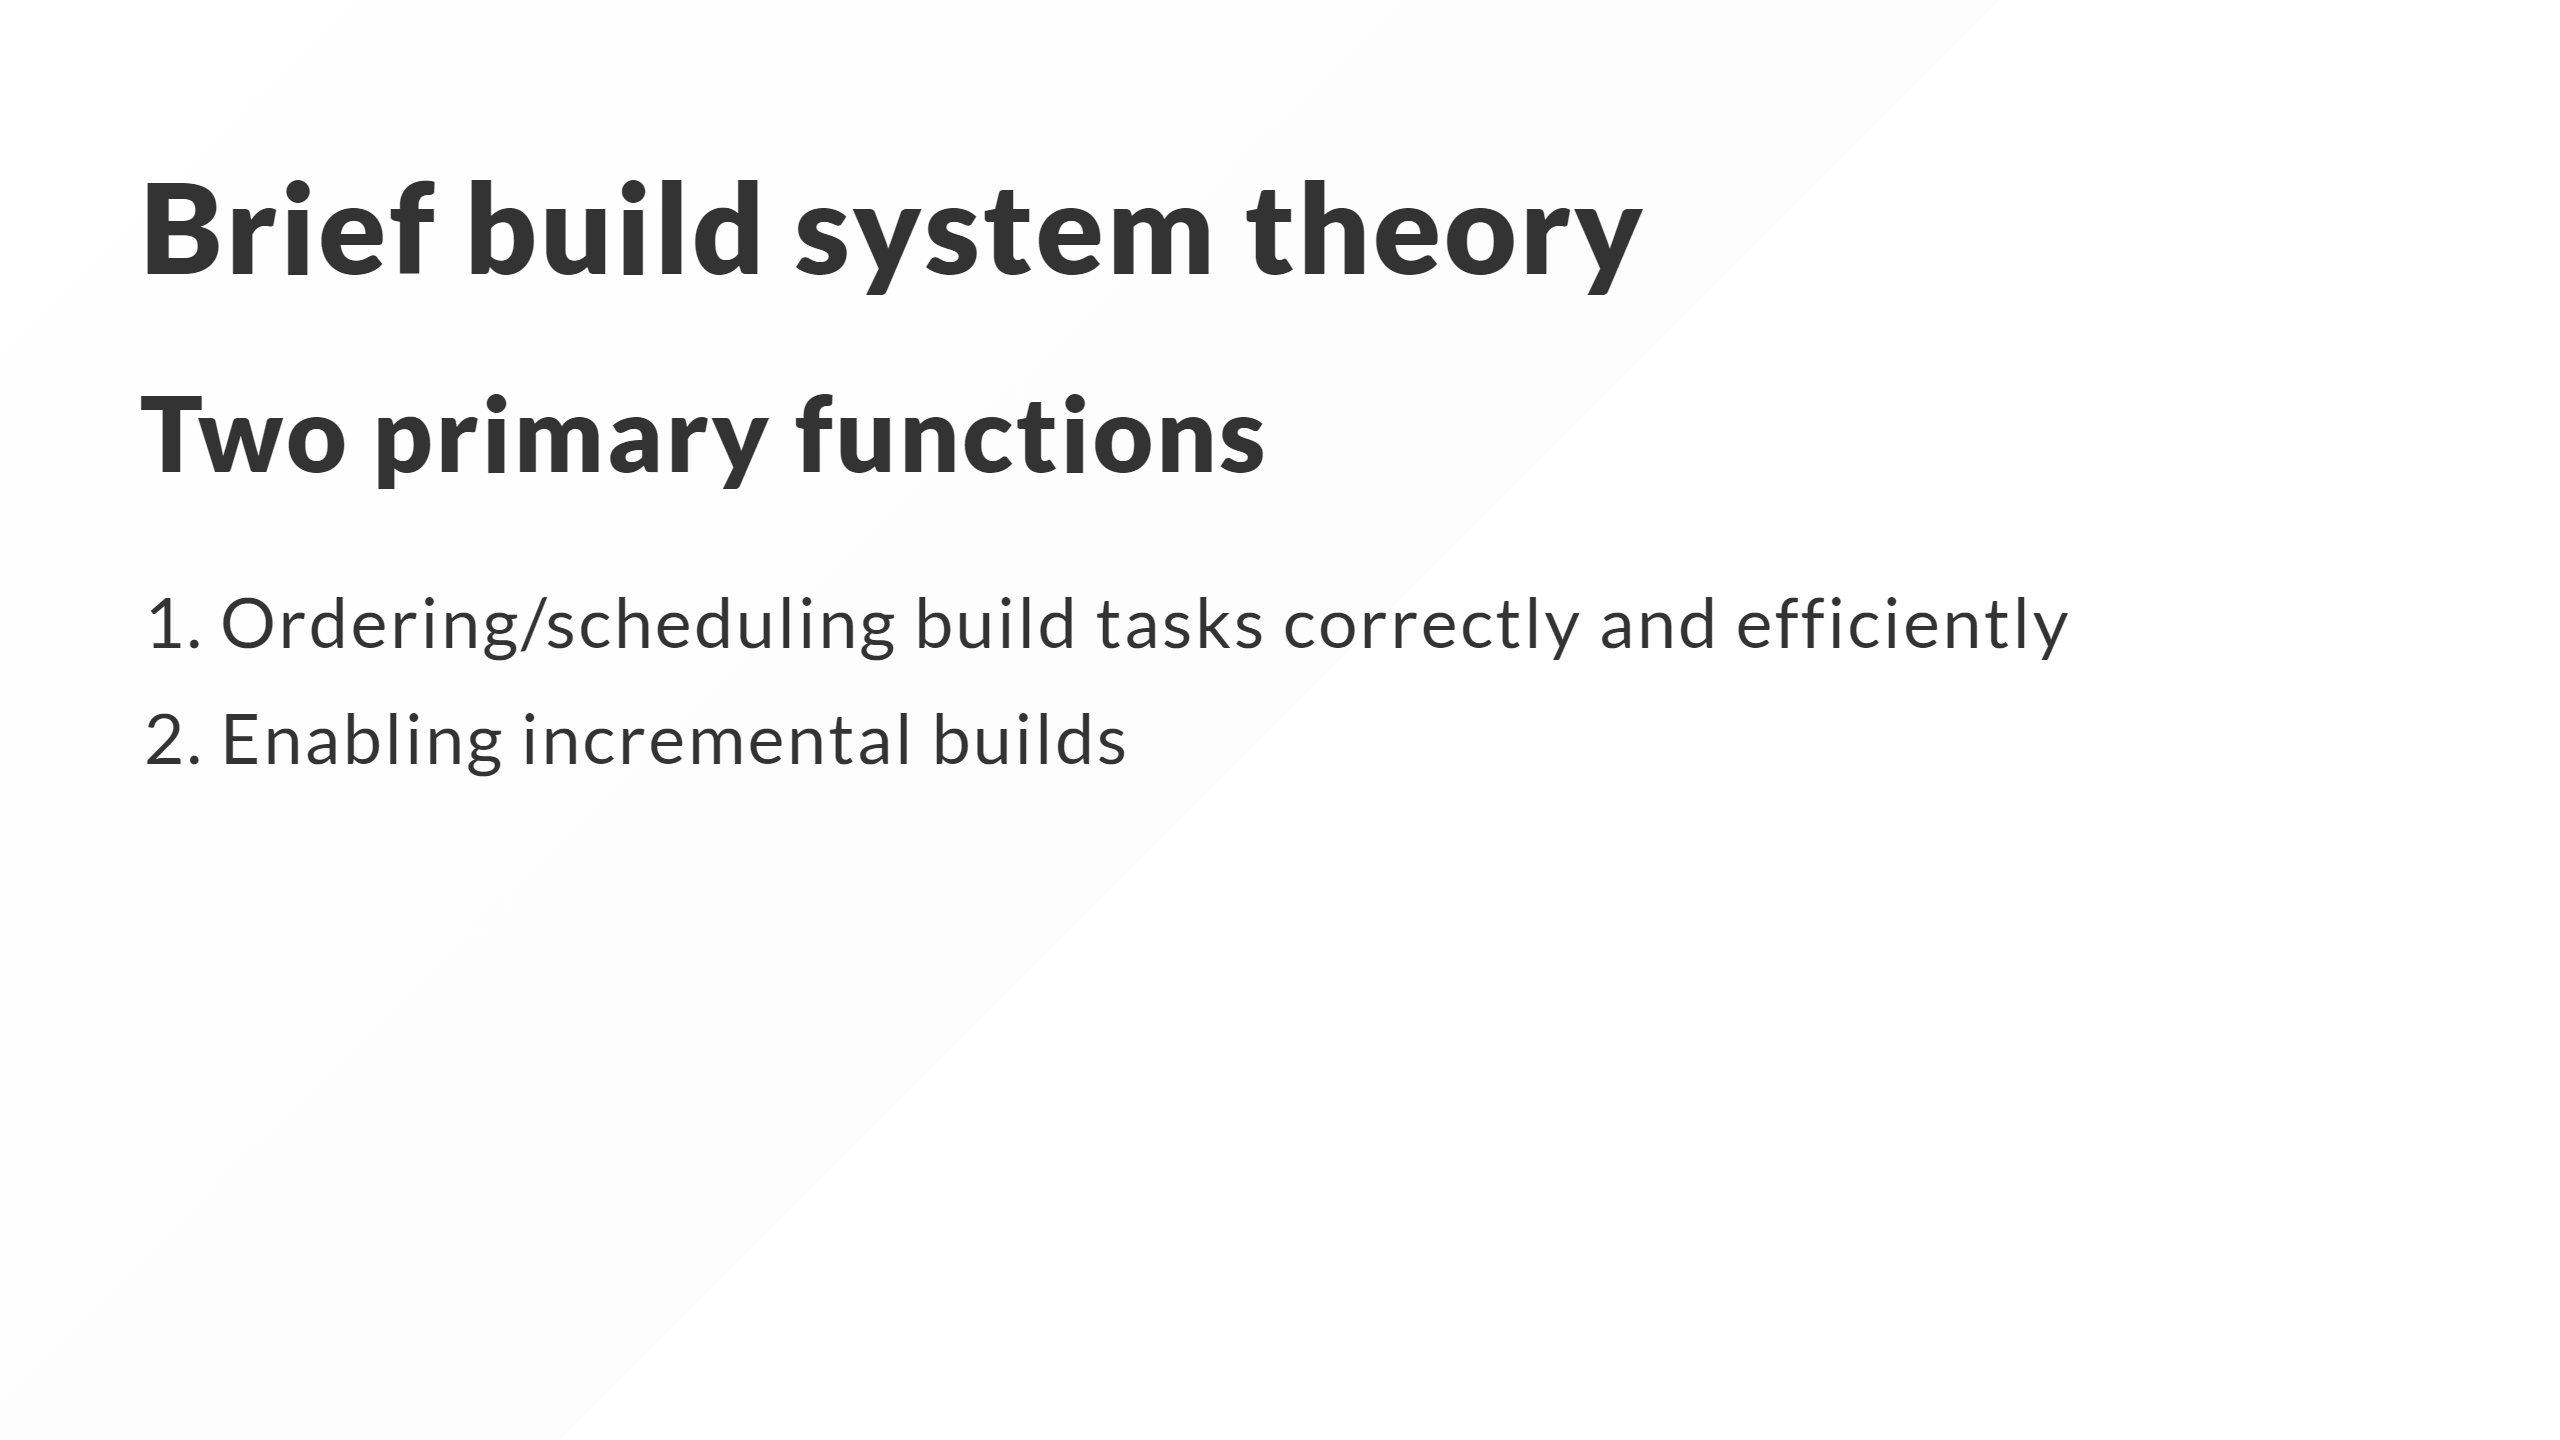 Brief build system theory
Two primary functions
1. Ordering/scheduling build tasks correctly and efficiently
2. Enabling incremental builds